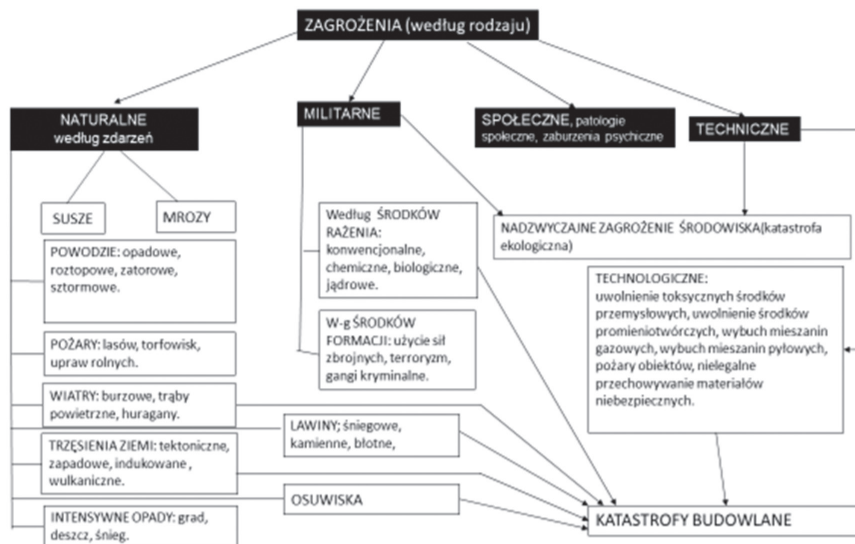 ZAGROŻENIA (według rodzaju)
NATURALNE
według zdarzeń
MILITARNE
SPOŁECZNE, patologie
społeczne, zaburzenia psychiczne
TECHNICZNE
SUSZE
MROZY
POWODZIE: opadowe,
roztopowe, zatorowe,
sztormowe.
POŻARY: lasów, torfowisk,
upraw rolnych.
WIATRY: burzowe, trąby
powietrzne, huragany.
TRZĘSIENIA ZIEMI: tektoniczne,
zapadowe, indukowane ,
wulkaniczne.
INTENSYWNE OPADY: grad,
deszcz, śnieg.
Według ŚRODKÓW
RAŻENIA:
konwencjonalne,
chemiczne, biologiczne,
jądrowe.
W-g ŚRODKÓW
FORMACJI: użycie sił
zbrojnych, terroryzm,
gangi kryminalne.
LAWINY; śniegowe,
kamienne, błotne,
OSUWISKA
NADZWYCZAJNE ZAGROŻENIE ŚRODOWISKA(katastrofa
ekologiczna)
TECHNOLOGICZNE:
uwolnienie toksycznych środków
przemysłowych, uwolnienie środków
promieniotwórczych, wybuch mieszanin
gazowych, wybuch mieszanin pyłowych,
pożary obiektów, nielegalne
przechowywanie materiałów
niebezpiecznych.
KATASTROFY BUDOWLANE